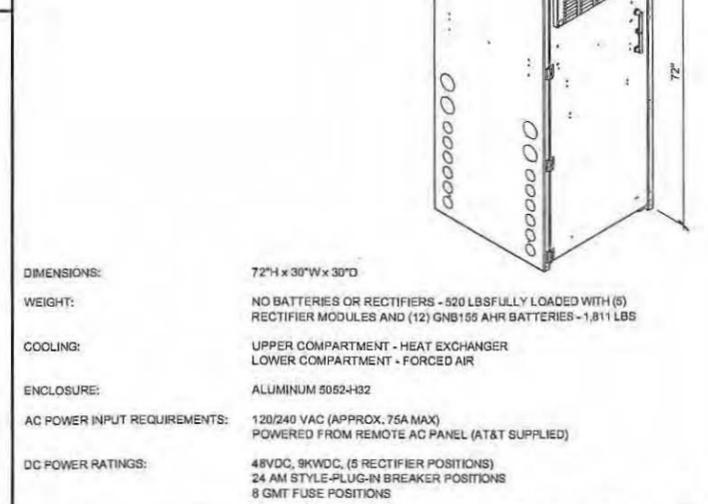 72"
DIMENSIONS: 72"H x 30"W x 30"D
WEIGHT: NO BATTERIES OR RECTIFIERS - 520 LBSFULLY LOADED WITH (5)
RECTIFIER MODULES AND (12) GNB155 AHR BATTERIES - 1,811 LBS
COOLING: UPPER COMPARTMENT - HEAT EXCHANGER
LOWER COMPARTMENT - FORCED AIR
ENCLOSURE: ALUMINUM 5052-H32
AC POWER INPUT REQUIREMENTS: 120/240 VAC (APPROX. 75A MAX)
POWERED FROM REMOTE AC PANEL (AT&T SUPPLIED)
DC POWER RATINGS: 48VDC, 9KWDC, (5 RECTIFIER POSITIONS)
24 AM STYLE-PLUG-IN BREAKER POSITIONS
8 GMT FUSE POSITIONS